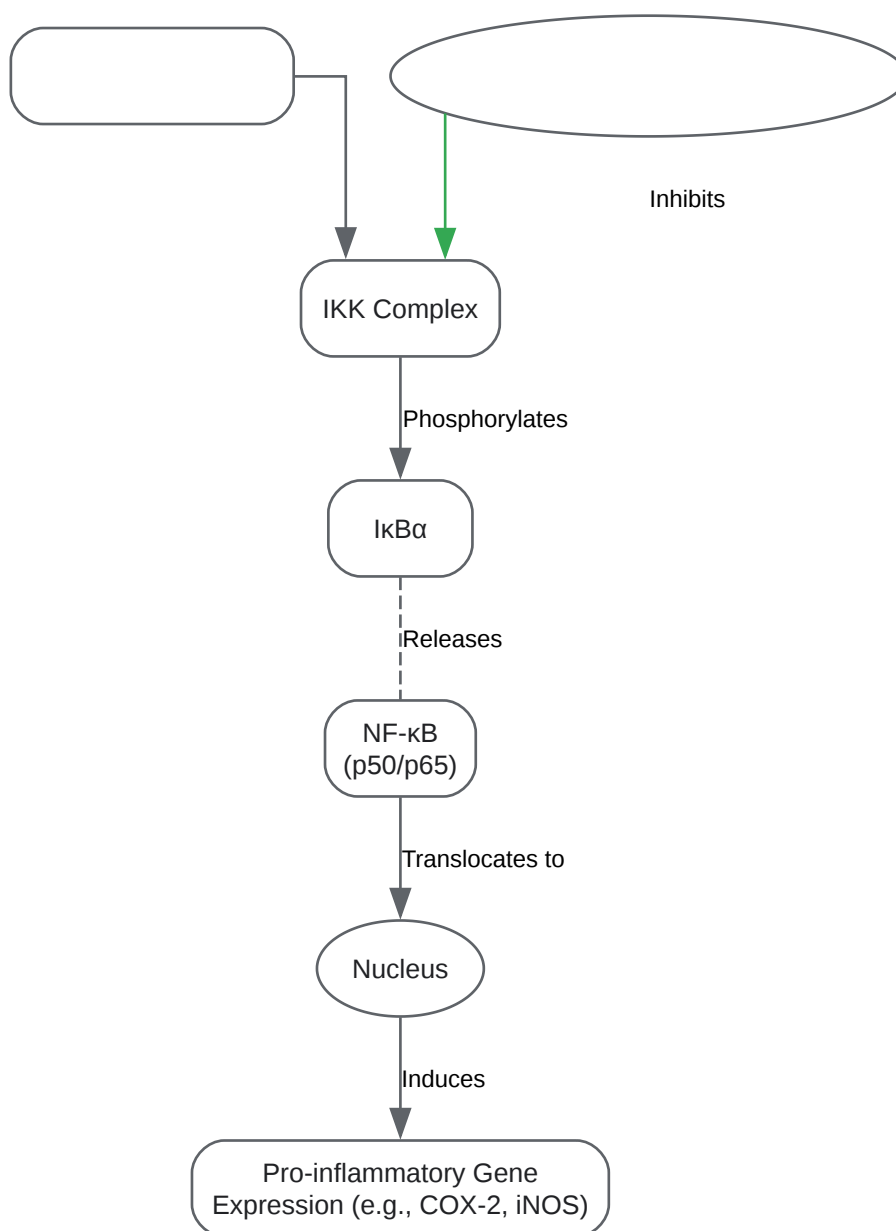 Inhibits
IKK Complex
Phosphorylates
IκBα
Releases
NF-κB
(p50/p65)
Translocates to
Nucleus
Induces
Pro-inflammatory Gene
Expression (e.g., COX-2, iNOS)